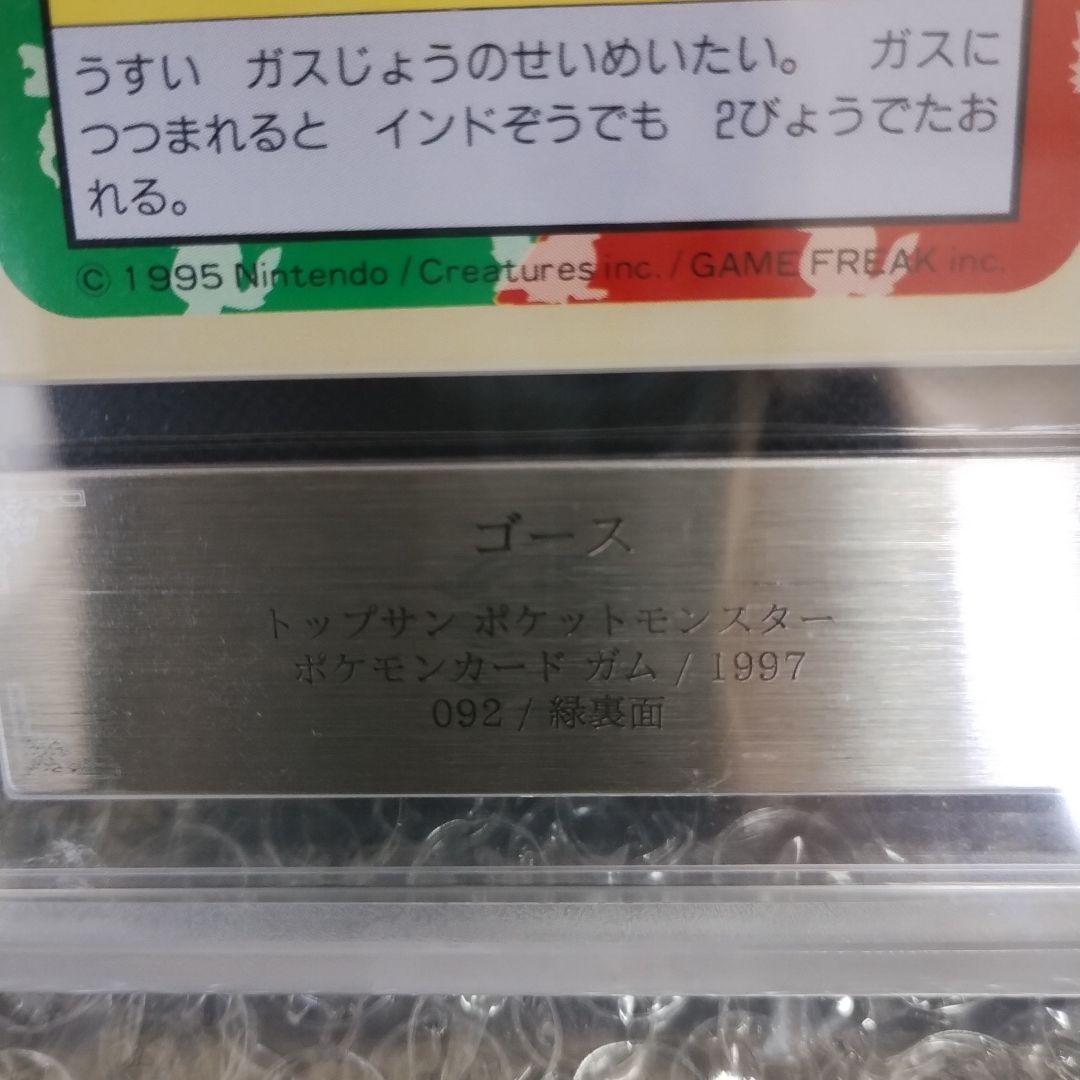 うすい ガスじょうのせいめいたい。 ガスに
つつまれると インドぞうでも 2びょうでたお
れる。
© 1995 Nintendo / Creatures inc. / GAME FREAK inc.
ゴース
トップサン ポケットモンスター
ポケモンカード ガム / 1997
092 / 緑裏面